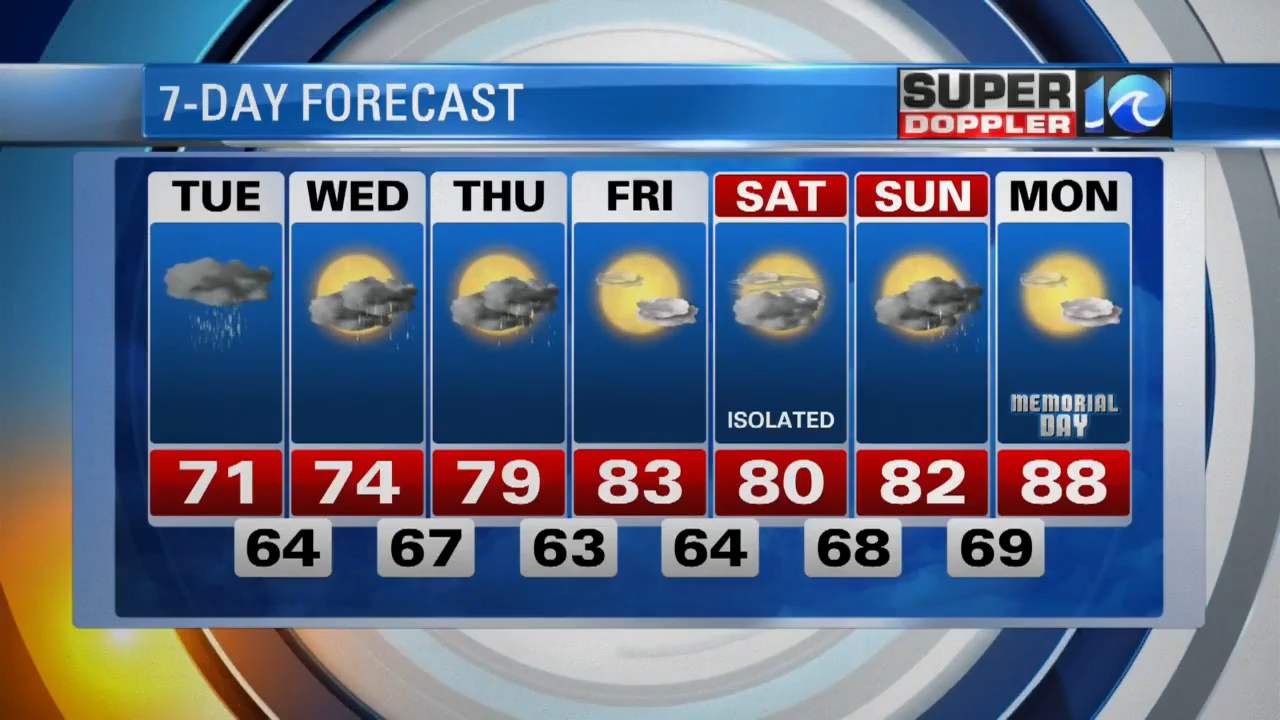 7-DAY FORECAST
SUPER
DOPPLER
10
TUE WED THU FRI SAT SUN MON
ISOLATED
MEMORIAL
DAY
71 74 79 83 80 82 88
64 67 63 64 68 69